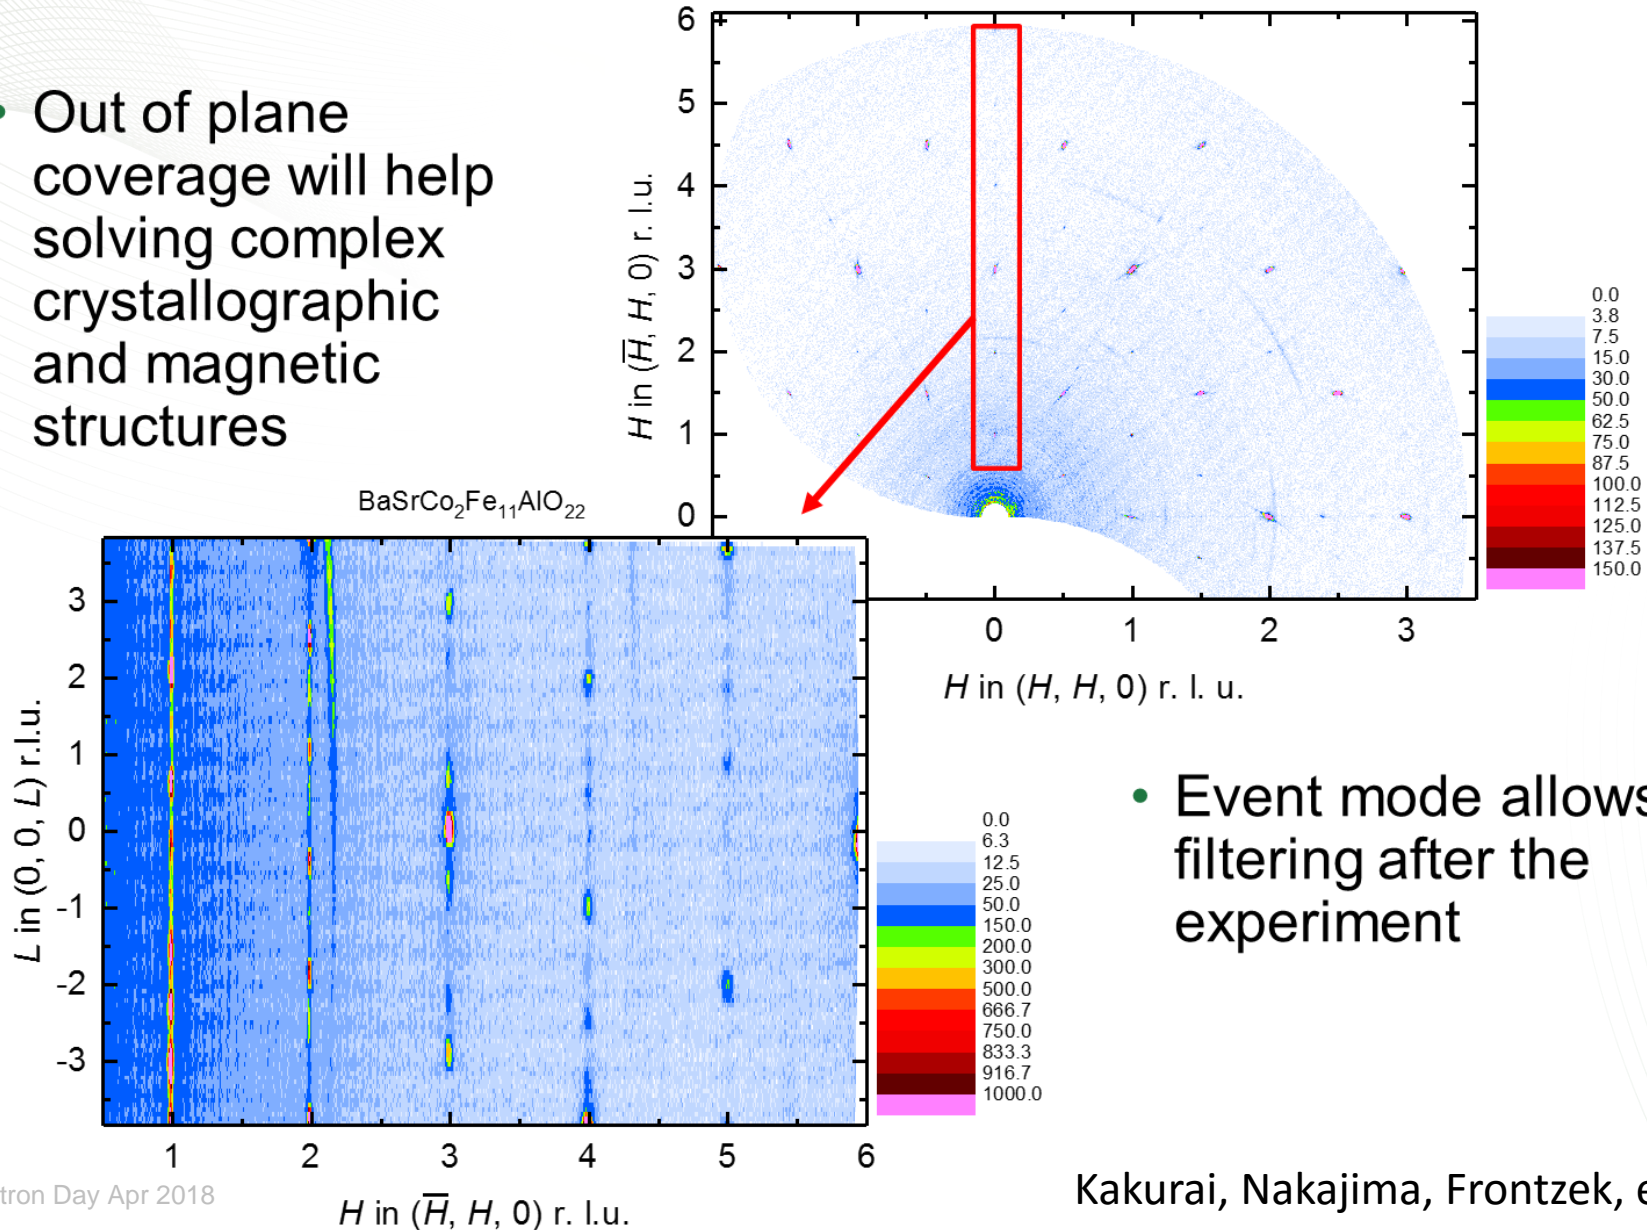 • Out of plane
coverage will help
solving complex
crystallographic
and magnetic
structures
6
5
4
3
2
1
0
H in (H̅, H, 0) r. l.u.
0 1 2 3
H in (H, H, 0) r. l. u.
0.0
3.8
7.5
15.0
30.0
50.0
62.5
75.0
87.5
100.0
112.5
125.0
137.5
150.0
BaSrCo₂Fe₁₁AlO₂₂
3
2
1
0
-1
-2
-3
L in (0, 0, L) r.l.u.
1 2 3 4 5 6
H in (H̅, H, 0) r. l.u.
0.0
6.3
12.5
25.0
50.0
150.0
200.0
300.0
500.0
666.7
750.0
833.3
916.7
1000.0
• Event mode allows
filtering after the
experiment
tron Day Apr 2018
Kakurai, Nakajima, Frontzek, e